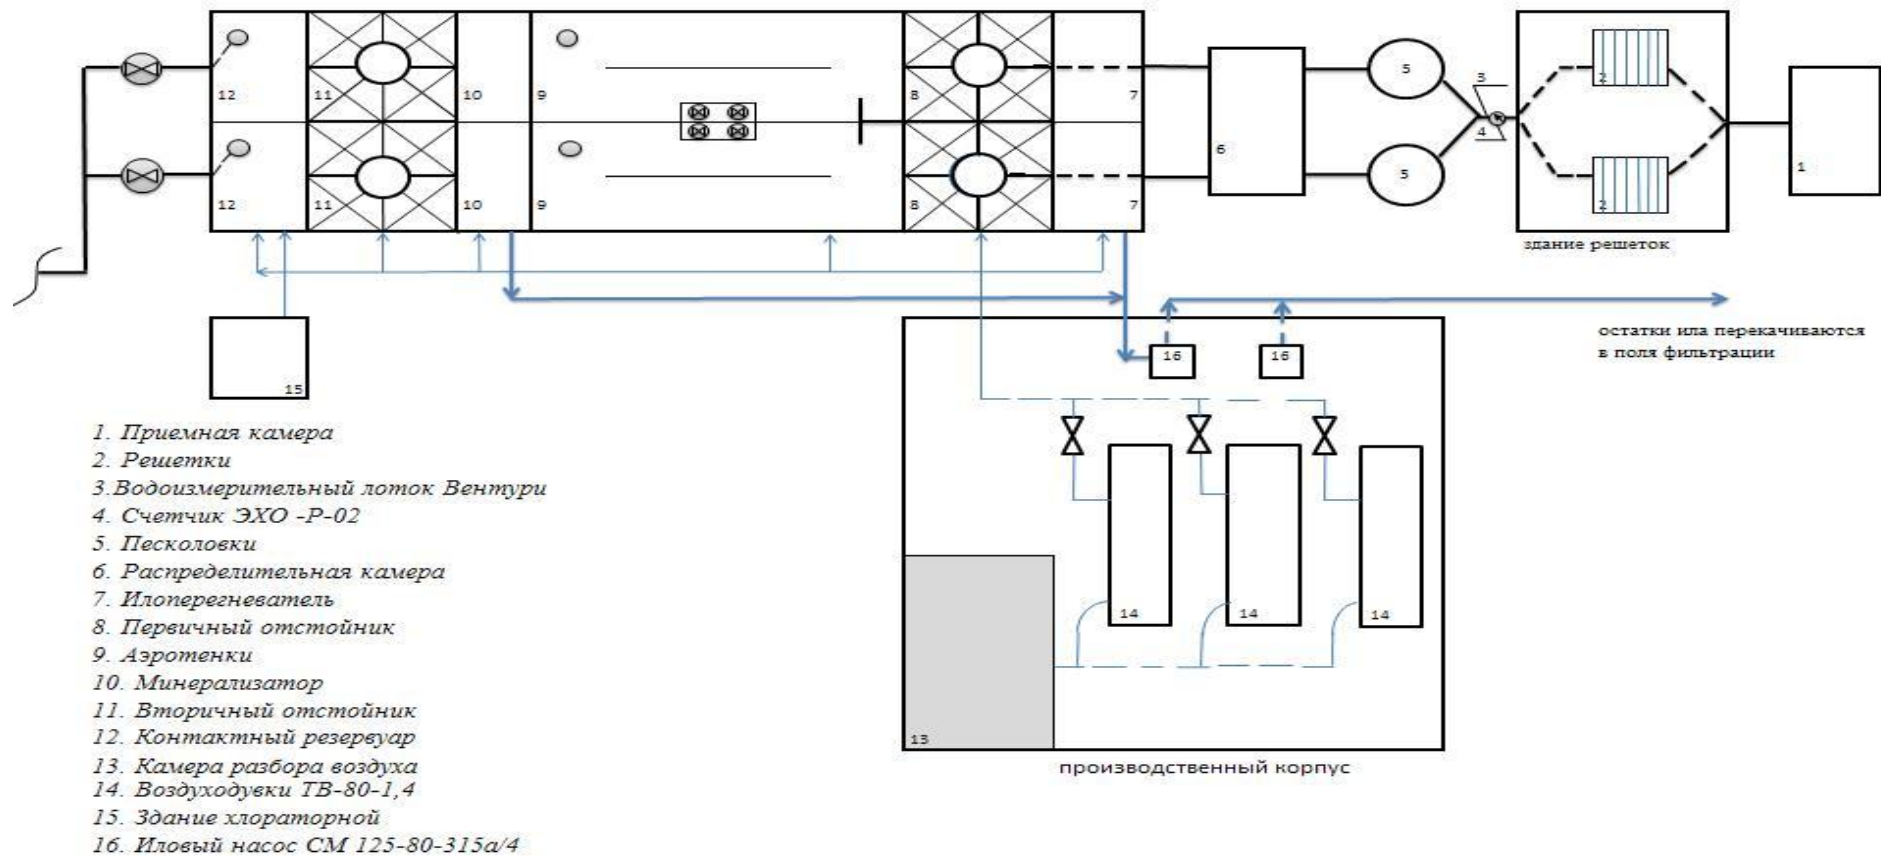 12
11
10
9
8
7
5
3
4
2
12
11
10
9
8
7
6
5
2
1
здание решеток
остатки ила перекачиваются
в поля фильтрации
15
16
16
14
14
14
13
производственный корпус
1. Приемная камера
2. Решетки
3.Водоизмерительный лоток Вентури
4. Счетчик ЭХО -Р-02
5. Песколовки
6. Распределительная камера
7. Илоперегневатель
8. Первичный отстойник
9. Аэротенки
10. Минерализатор
11. Вторичный отстойник
12. Контактный резервуар
13. Камера разбора воздуха
14. Воздуходувки ТВ-80-1,4
15. Здание хлораторной
16. Иловый насос СМ 125-80-315а/4